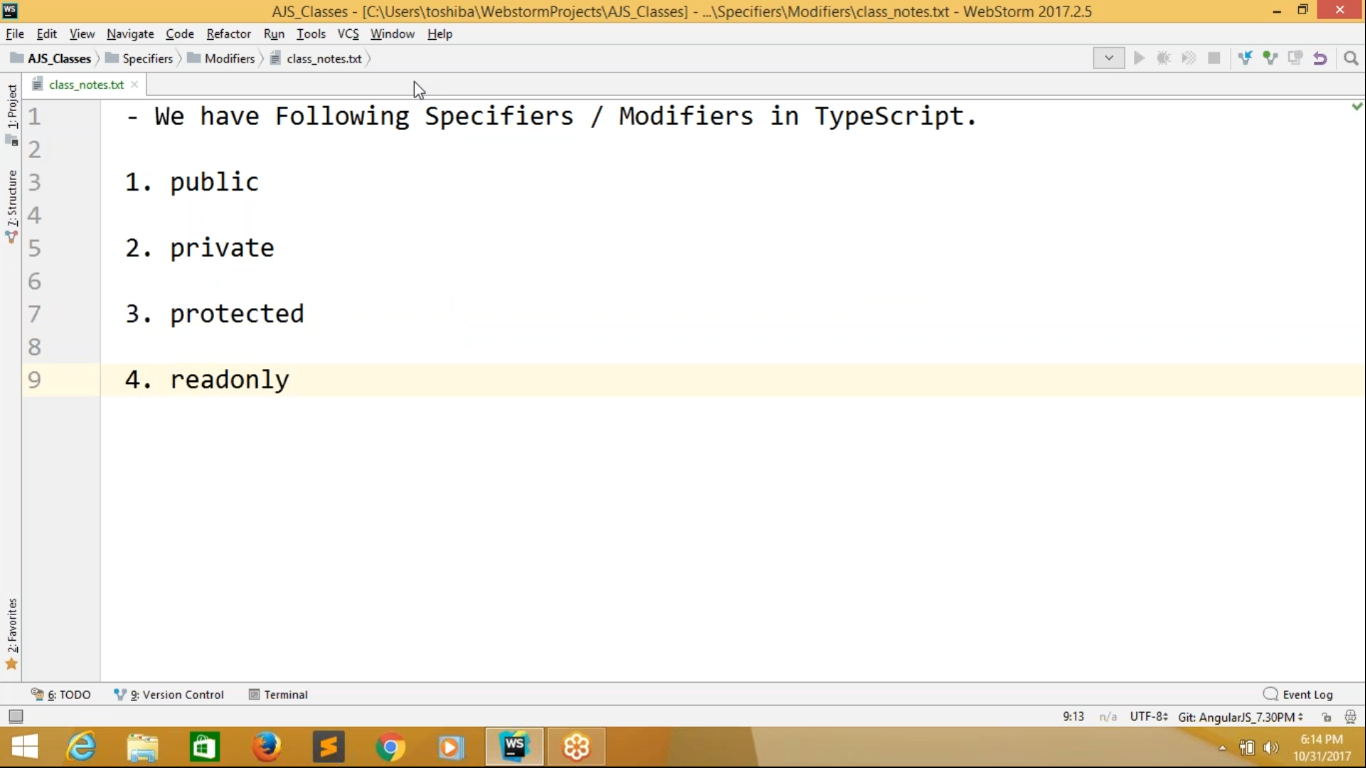 WS AJS_Classes - [C:\Users\toshiba\WebstormProjects\AJS_Classes] - ...\Specifiers\Modifiers\class_notes.txt - WebStorm 2017.2.5
File Edit View Navigate Code Refactor Run Tools VCS Window Help
AJS_Classes Specifiers Modifiers class_notes.txt
class_notes.txt
1: Project
7: Structure
2: Favorites
1 - We have Following Specifiers / Modifiers in TypeScript.
2
3 1. public
4
5 2. private
6
7 3. protected
8
9 4. readonly
6: TODO 9: Version Control Terminal Event Log
9:13 n/a UTF-8 Git: AngularJS_7.30PM
WS 6:14 PM
10/31/2017